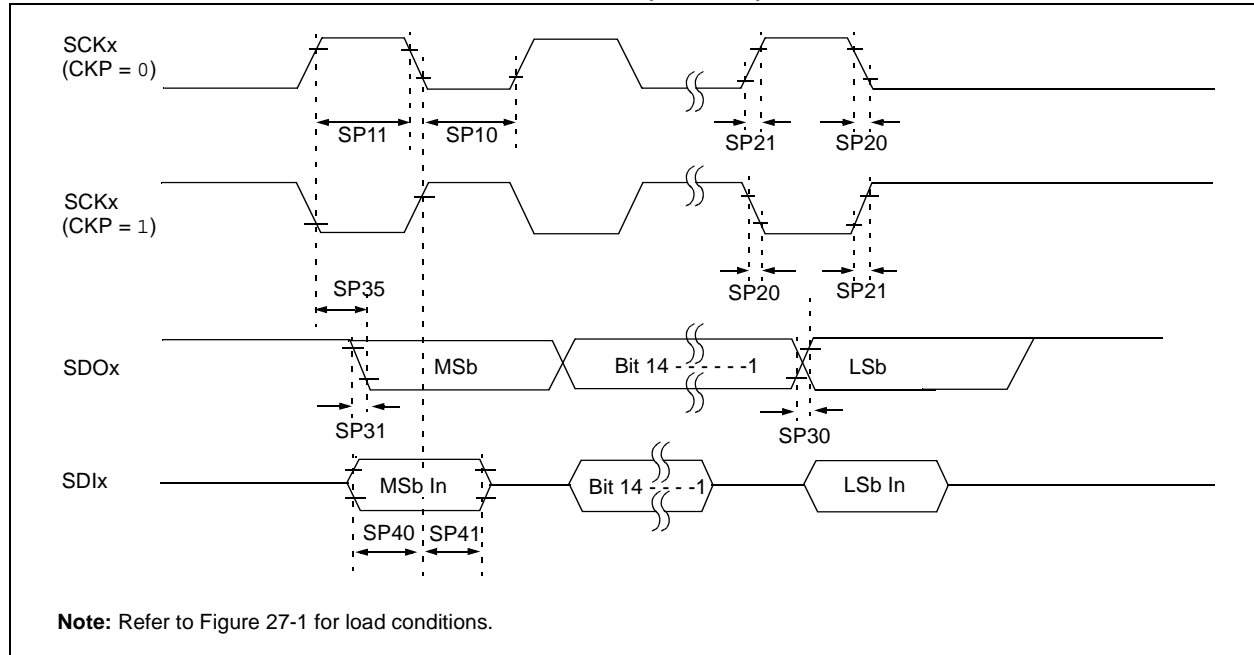 SCKx
(CKP = 0)
SP11
SP10
SP21
SP20
SCKx
(CKP = 1)
SP35
SP20
SP21
SDOx
MSb
Bit 14 - - - - - -1
LSb
SP31
SP30
SDIx
MSb In
Bit 14 - - - -1
LSb In
SP40
SP41
Note: Refer to Figure 27-1 for load conditions.